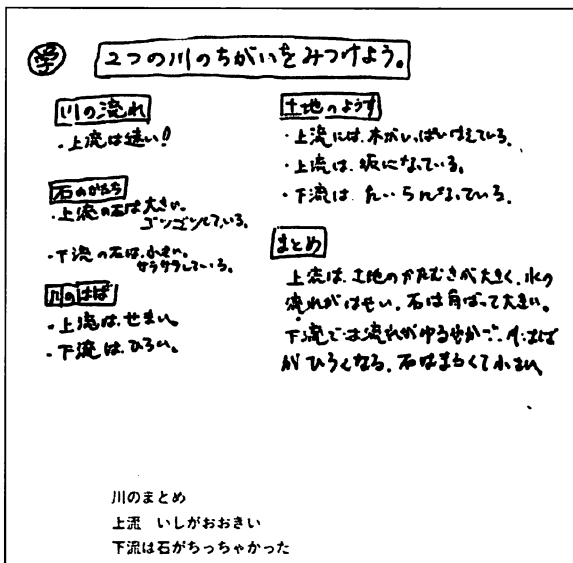 学 2つの川のちがいをみつけよう。
川の流れ
・上流は速い!
石のかたち
・上流の石は大きい。
ゴツゴツしている。
・下流の石は、小さい。
サラサラしている。
川のはば
・上流は、せまい。
・下流は、ひろい。
土地のようす
・上流には、木がいっぱいはえている。
・上流は、坂になっている。
・下流は、たいらになっている。
まとめ
上流は、土地のかたむきが大きく、水の
流れがはやい。石は角ばって大きい。
下流では流れがゆるやかで、川はば
がひろくなる。石はまるくて小さい。
川のまとめ
上流 いしがおおきい
下流は石がちっちゃかった